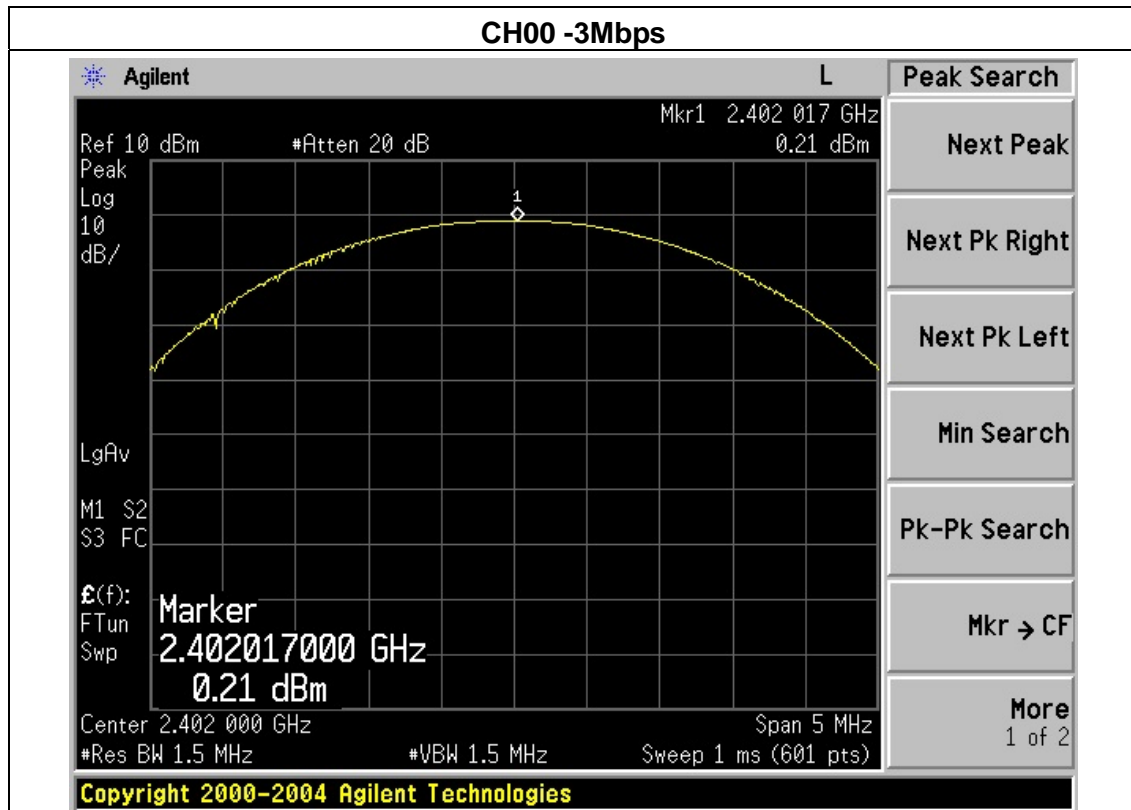 CH00 -3Mbps
Agilent L Peak Search
Mkr1 2.402 017 GHz
Ref 10 dBm #Atten 20 dB 0.21 dBm
Peak
Log
10
dB/
1
LgAv
M1 S2
S3 FC
£(f):
FTun
Swp
Marker
2.402017000 GHz
0.21 dBm
Center 2.402 000 GHz Span 5 MHz
#Res BW 1.5 MHz #VBW 1.5 MHz Sweep 1 ms (601 pts)
Next Peak
Next Pk Right
Next Pk Left
Min Search
Pk-Pk Search
Mkr → CF
More
1 of 2
Copyright 2000-2004 Agilent Technologies